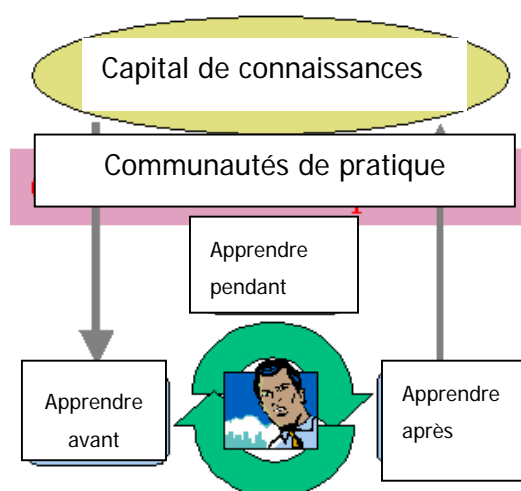 Capital de connaissances
Communautés de pratique
Apprendre
pendant
Apprendre
avant
Apprendre
après